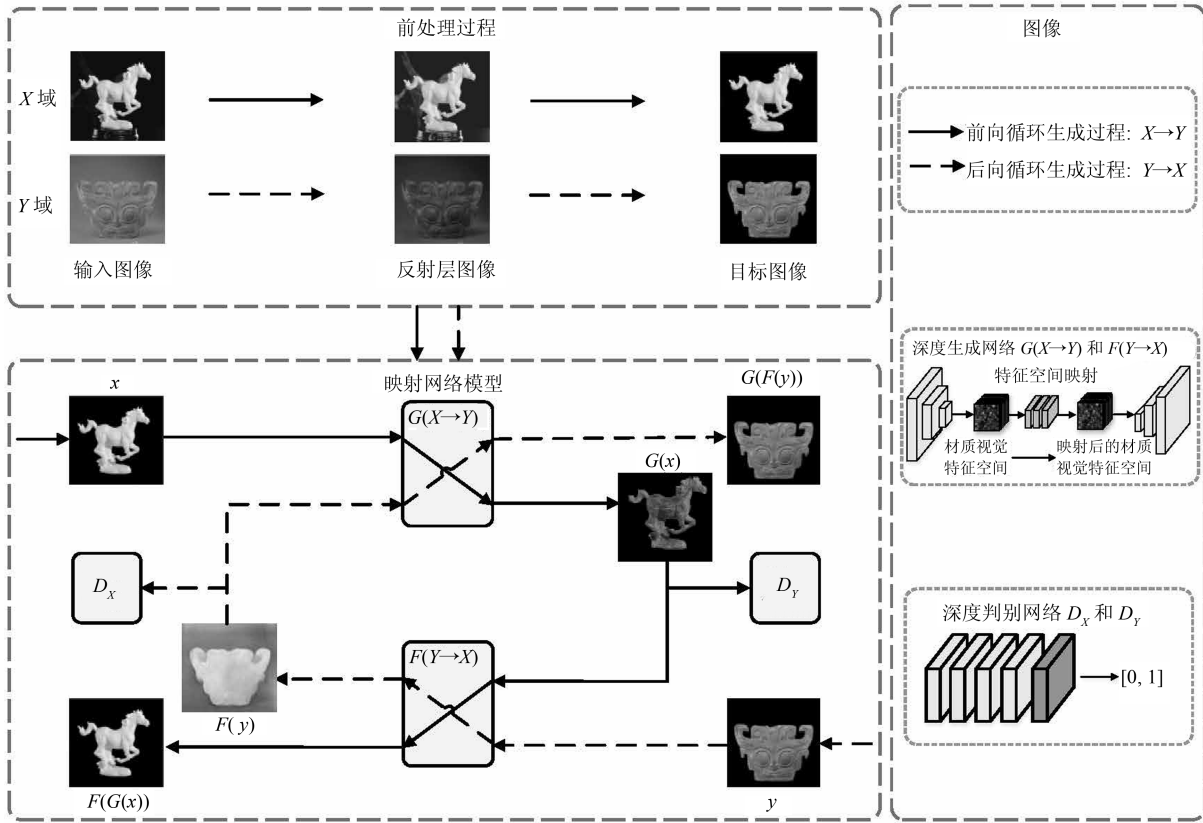 前处理过程
X 域
Y 域
输入图像
反射层图像
目标图像
映射网络模型
x
G(X→Y)
G(F(y))
G(x)
D_X
D_Y
F(Y→X)
F( y)
F(G(x))
y
图像
前向循环生成过程: X→Y
后向循环生成过程: Y→X
深度生成网络 G(X→Y) 和 F(Y→X)
特征空间映射
材质视觉
特征空间
映射后的材质
视觉特征空间
深度判别网络 D_X 和 D_Y
[0, 1]